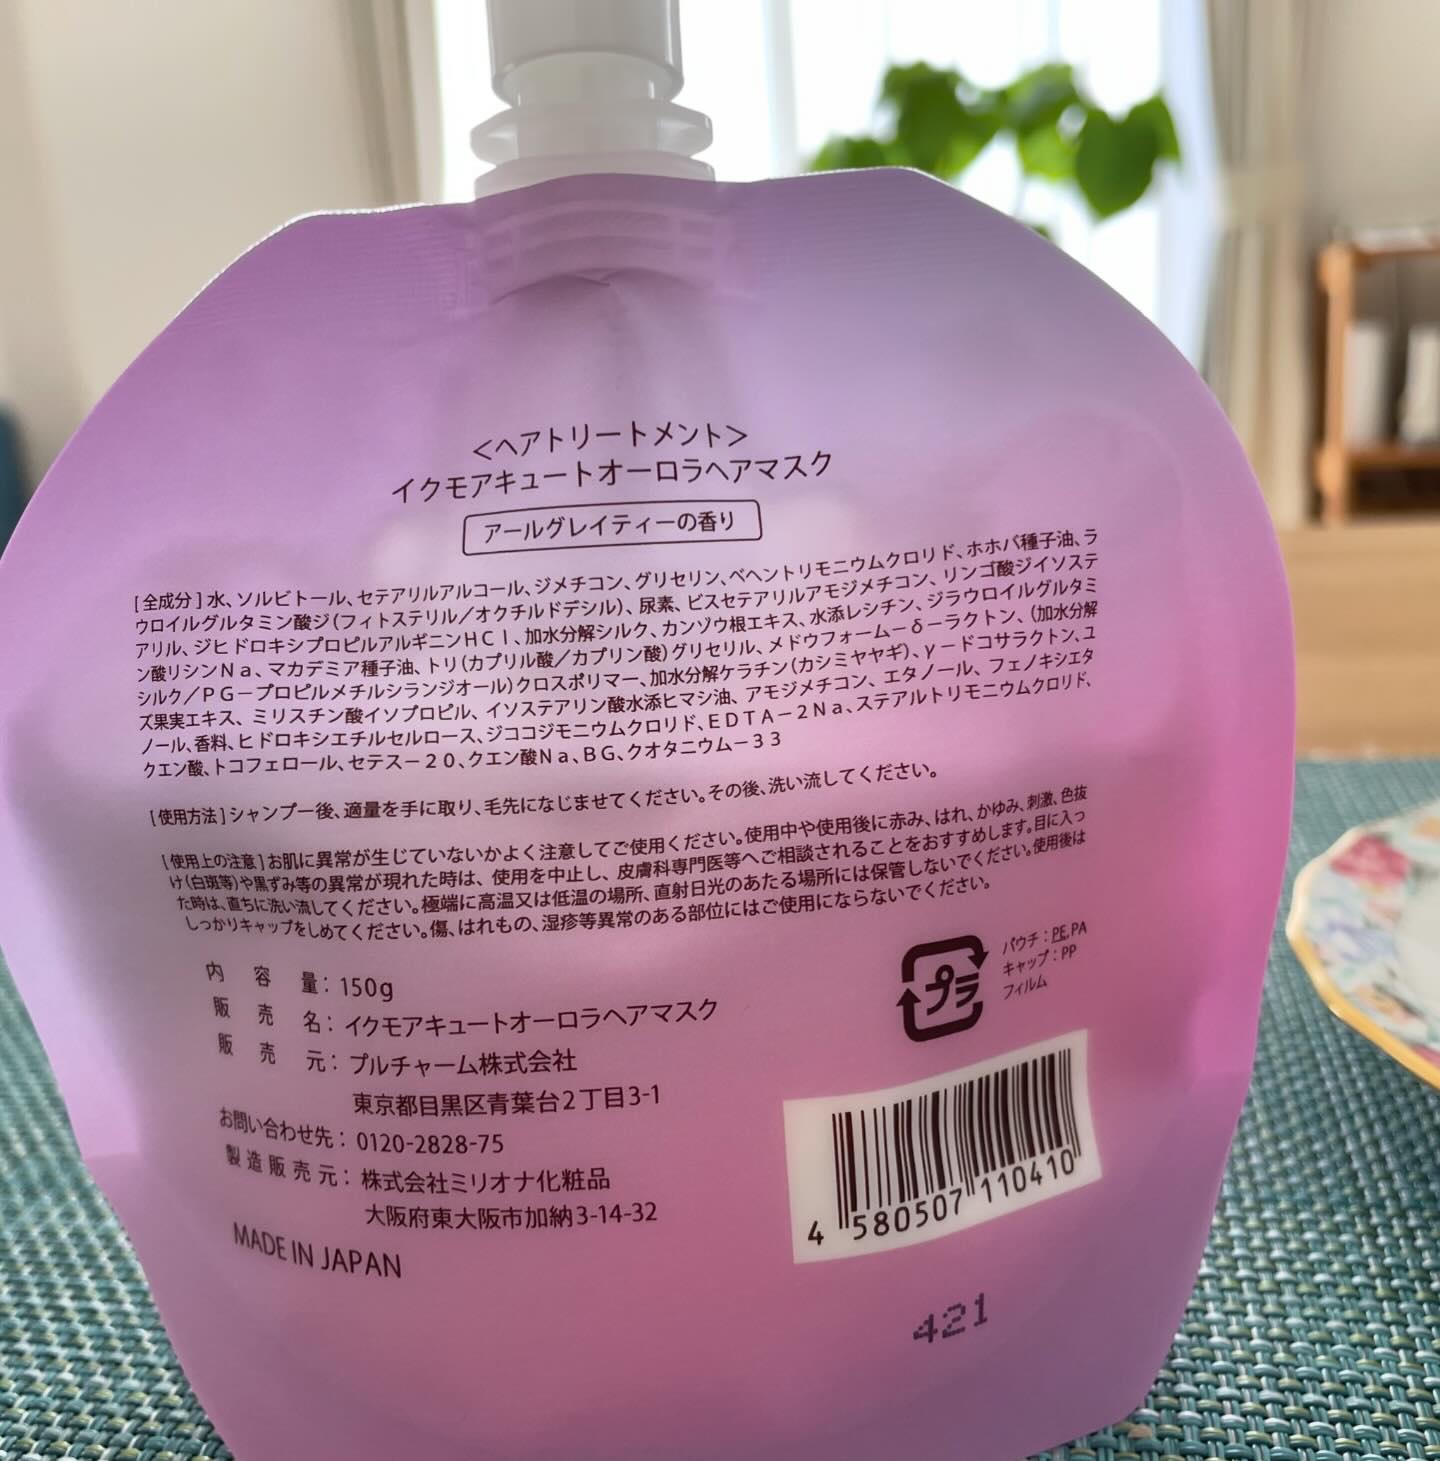 ＜ヘアトリートメント＞
イクモアキュートオーロラヘアマスク
アールグレイティーの香り
[全成分]水、ソルビトール、セテアリルアルコール、ジメチコン、グリセリン、ベヘントリモニウムクロリド、ホホバ種子油、ラ
ウロイルグルタミン酸ジ(フィトステリル／オクチルドデシル)、尿素、ビスセテアリルアモジメチコン、リンゴ酸ジイソステ
アリル、ジヒドロキシプロピルアルギニンHCl、加水分解シルク、カンゾウ根エキス、水添レシチン、ジラウロイルグルタミ
ン酸リシンNa、マカデミア種子油、トリ(カプリル酸／カプリン酸)グリセリル、メドウフォーム－δ－ラクトン、(加水分解
シルク／PG－プロピルメチルシランジオール)クロスポリマー、加水分解ケラチン(カシミヤヤギ)、γ－ドコサラクトン、ユ
ズ果実エキス、ミリスチン酸イソプロピル、イソステアリン酸水添ヒマシ油、アモジメチコン、エタノール、フェノキシエタ
ノール、香料、ヒドロキシエチルセルロース、ジココジモニウムクロリド、EDTA－2Na、ステアルトリモニウムクロリド、
クエン酸、トコフェロール、セテス－20、クエン酸Na、BG、クオタニウム－33
[使用方法]シャンプー後、適量を手に取り、毛先になじませてください。その後、洗い流してください。
[使用上の注意]お肌に異常が生じていないかよく注意してご使用ください。使用中や使用後に赤み、はれ、かゆみ、刺激、色抜
け(白斑等)や黒ずみ等の異常が現れた時は、使用を中止し、皮膚科専門医等へご相談されることをおすすめします。目に入っ
た時は、直ちに洗い流してください。極端に高温又は低温の場所、直射日光のあたる場所には保管しないでください。使用後は
しっかりキャップをしめてください。傷、はれもの、湿疹等異常のある部位にはご使用にならないでください。
内容量：150g
販売名：イクモアキュートオーロラヘアマスク
販売元：プルチャーム株式会社
東京都目黒区青葉台2丁目3-1
お問い合わせ先：0120-2828-75
製造販売元：株式会社ミリオナ化粧品
大阪府東大阪市加納3-14-32
MADE IN JAPAN
プラ
パウチ：PE,PA
キャップ：PP
フィルム
4 580507 110410
421